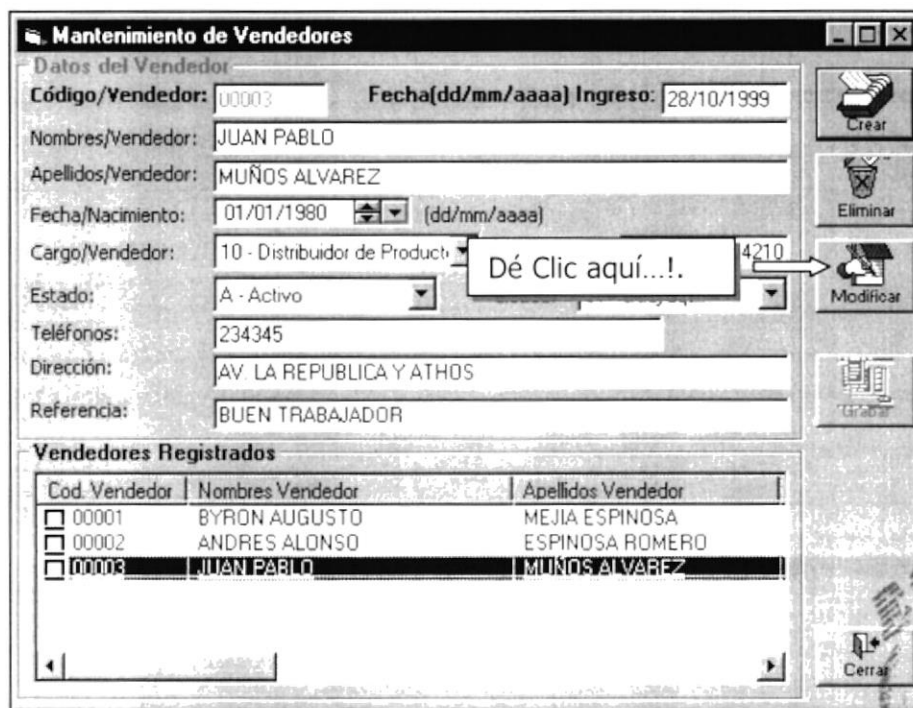 Mantenimiento de Vendedores
Datos del Vendedor
Código/Vendedor: 00003 Fecha(dd/mm/aaaa) Ingreso: 28/10/1999
Crear
Nombres/Vendedor: JUAN PABLO
Apellidos/Vendedor: MUÑOS ALVAREZ
Eliminar
Fecha/Nacimiento: 01/01/1980 (dd/mm/aaaa)
Cargo/Vendedor: 10 - Distribuidor de Product 4210
Dé Clic aquí...!.
Modificar
Estado: A - Activo
Teléfonos: 234345
Dirección: AV. LA REPUBLICA Y ATHOS
Grabar
Referencia: BUEN TRABAJADOR
Vendedores Registrados
Cod. Vendedor Nombres Vendedor Apellidos Vendedor
00001 BYRON AUGUSTO MEJIA ESPINOSA
00002 ANDRES ALONSO ESPINOSA ROMERO
00003 JUAN PABLO MUÑOS ALVAREZ
Cerrar